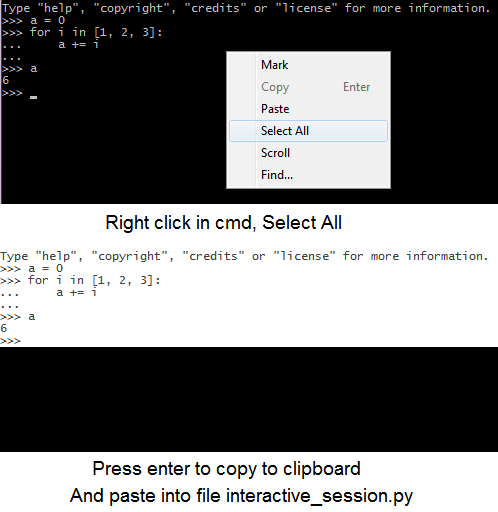 Type "help", "copyright", "credits" or "license" for more information.
>>> a = 0
>>> for i in [1, 2, 3]:
...     a += i
...
>>> a
6
>>> _
Mark
Copy Enter
Paste
Select All
Scroll
Find...
Right click in cmd, Select All
Type "help", "copyright", "credits" or "license" for more information.
>>> a = 0
>>> for i in [1, 2, 3]:
...     a += i
...
>>> a
6
>>>
Press enter to copy to clipboard
And paste into file interactive_session.py